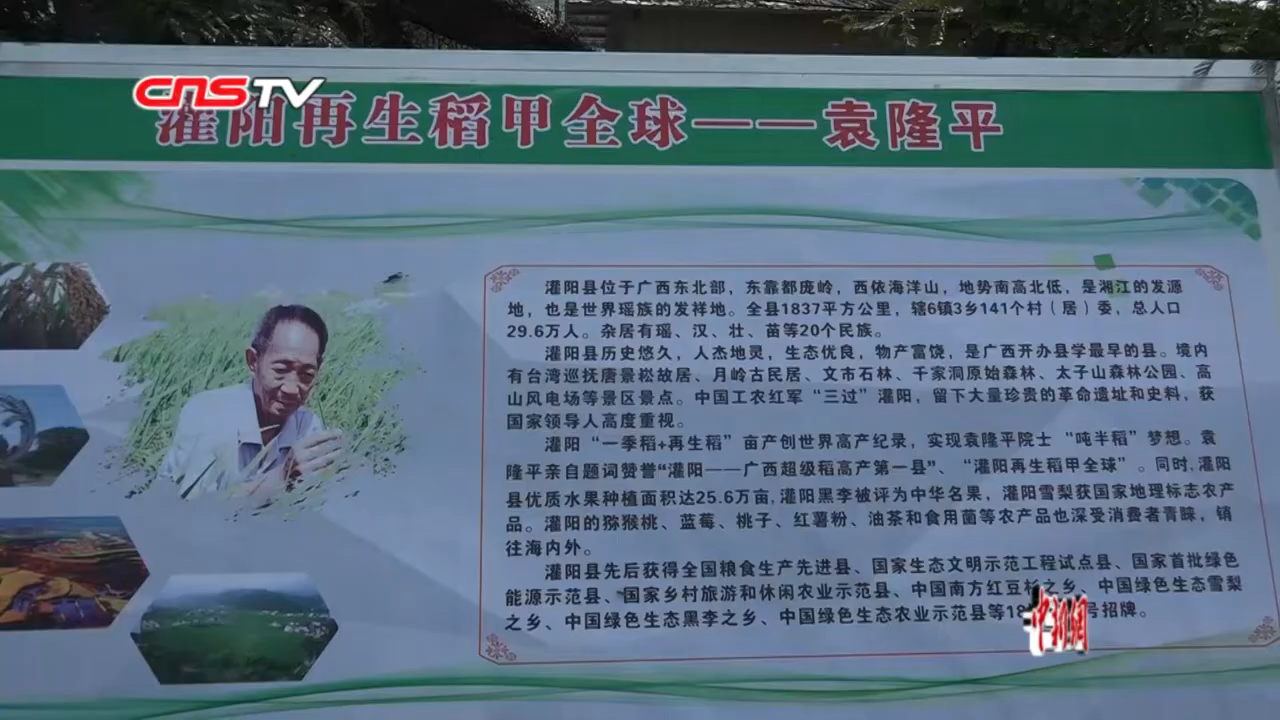 CNSTV
灌阳再生稻甲全球——袁隆平
灌阳县位于广西东北部，东靠都庞岭，西依海洋山，地势南高北低，是湘江的发源
地，也是世界瑶族的发祥地。全县1837平方公里，辖6镇3乡141个村（居）委，总人口
29.6万人。杂居有瑶、汉、壮、苗等20个民族。
灌阳县历史悠久，人杰地灵，生态优良，物产富饶，是广西开办县学最早的县。境内
有台湾巡抚唐景崧故居、月岭古民居、文市石林、千家洞原始森林、太子山森林公园、高
山风电场等景区景点。中国工农红军“三过”灌阳，留下大量珍贵的革命遗址和史料，获
国家领导人高度重视。
灌阳“一季稻+再生稻”亩产创世界高产纪录，实现袁隆平院士“吨半稻”梦想。袁
隆平亲自题词赞誉“灌阳——广西超级稻高产第一县”、“灌阳再生稻甲全球”。同时,灌阳
县优质水果种植面积达25.6万亩,灌阳黑李被评为中华名果，灌阳雪梨获国家地理标志农产
品。灌阳的猕猴桃、蓝莓、桃子、红薯粉、油茶和食用菌等农产品也深受消费者青睐，销
往海内外。
灌阳县先后获得全国粮食生产先进县、国家生态文明示范工程试点县、国家首批绿色
能源示范县、国家乡村旅游和休闲农业示范县、中国南方红豆杉之乡、中国绿色生态雪梨
之乡、中国绿色生态黑李之乡、中国绿色生态农业示范县等18 号招牌。
中新网